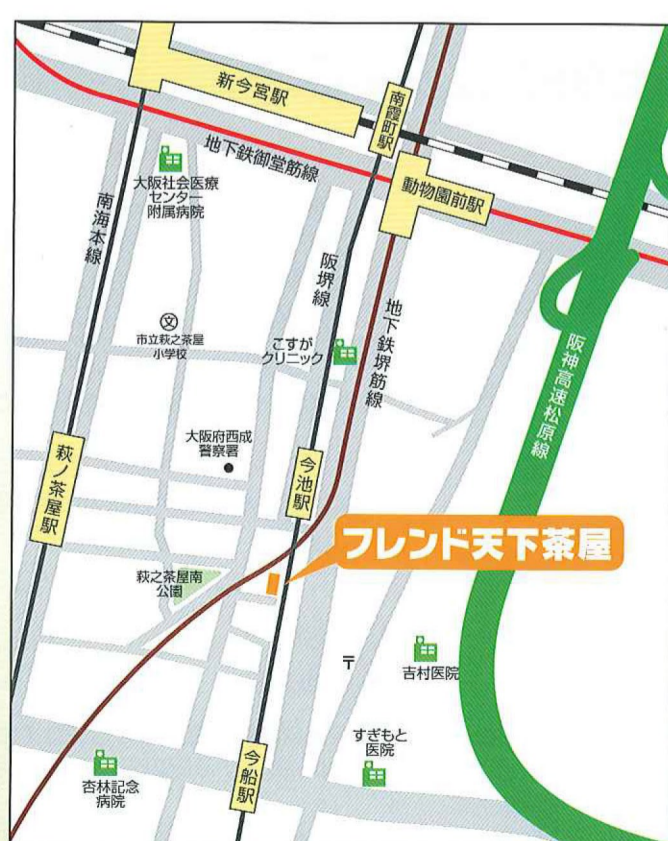 新今宮駅
南霞町駅
地下鉄御堂筋線
動物園前駅
大阪社会医療
センター
附属病院
南海本線
阪堺線
地下鉄堺筋線
文
市立萩之茶屋
小学校
こすが
クリニック
阪神高速松原線
大阪府西成
警察署
萩ノ茶屋駅
今池駅
フレンド天下茶屋
萩之茶屋南
公園
〒
吉村医院
すぎもと
医院
今船駅
杏林記念
病院